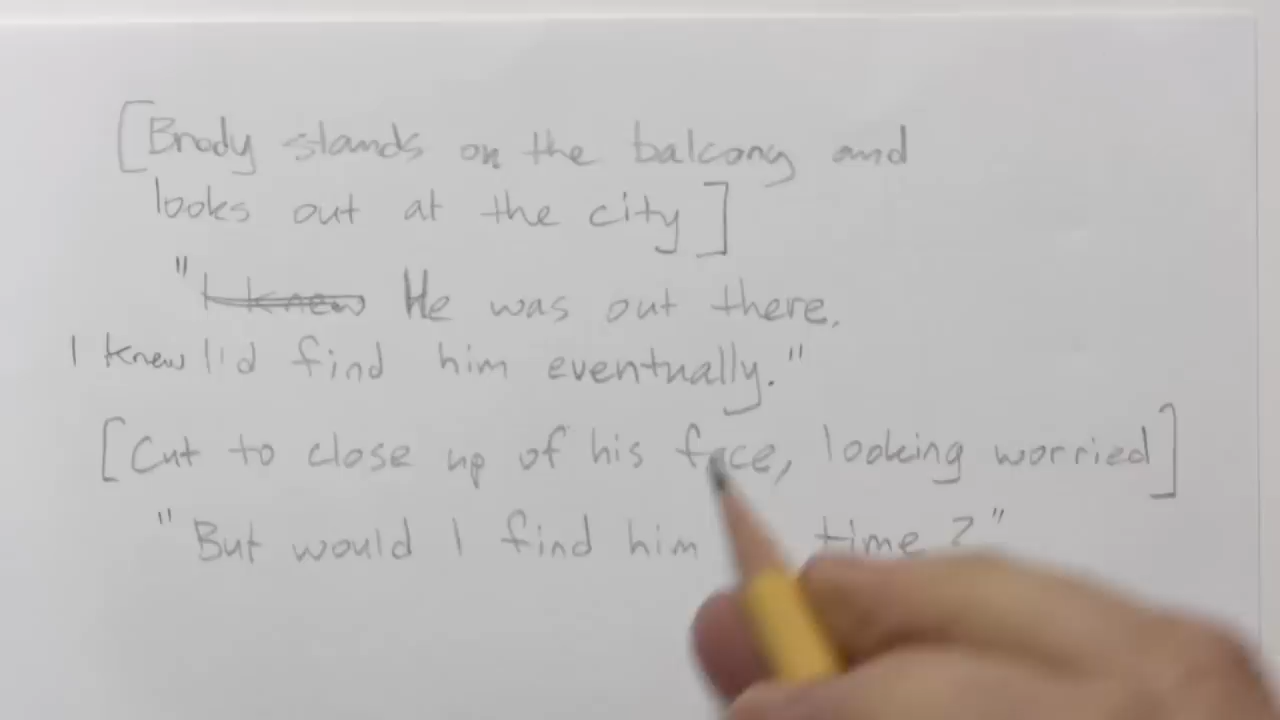 [Brody stands on the balcony and
looks out at the city]
"I knew He was out there,
I knew I'd find him eventually."
[Cut to close up of his face, looking worried]
"But would I find him time?"